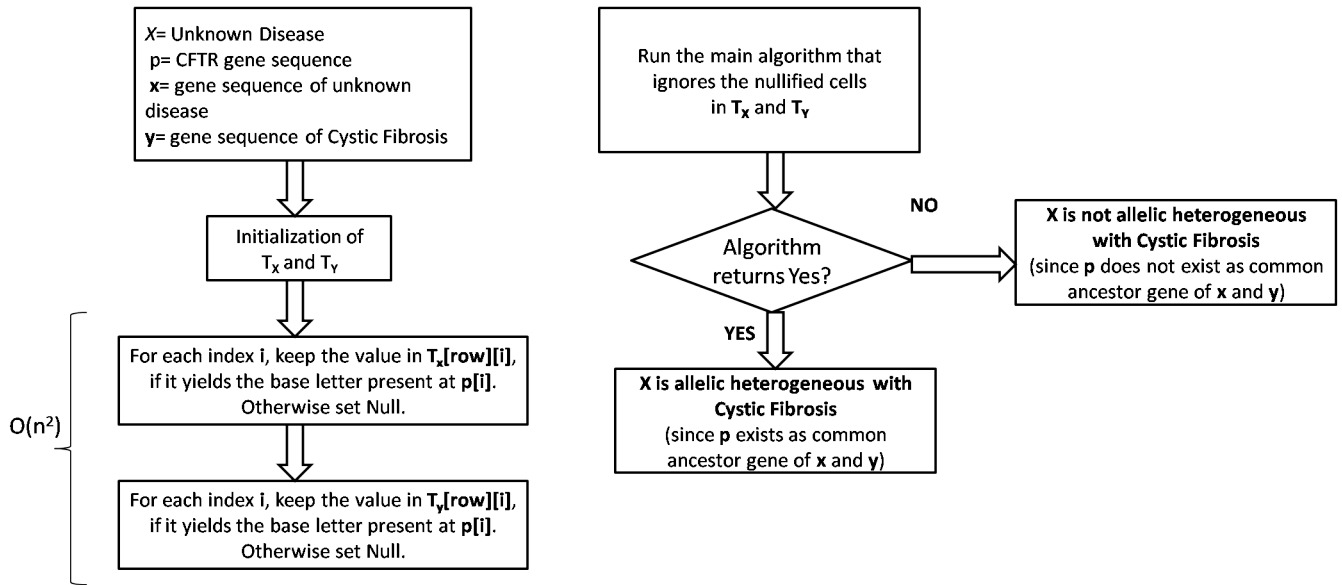 X= Unknown Disease
p= CFTR gene sequence
x= gene sequence of unknown
disease
y= gene sequence of Cystic Fibrosis
Initialization of
TX and TY
O(n²)
For each index i, keep the value in Tx[row][i],
if it yields the base letter present at p[i].
Otherwise set Null.
For each index i, keep the value in Ty[row][i],
if it yields the base letter present at p[i].
Otherwise set Null.
Run the main algorithm that
ignores the nullified cells
in TX and TY
Algorithm
returns Yes?
NO
X is not allelic heterogeneous
with Cystic Fibrosis
(since p does not exist as common
ancestor gene of x and y)
YES
X is allelic heterogeneous with
Cystic Fibrosis
(since p exists as common
ancestor gene of x and y)